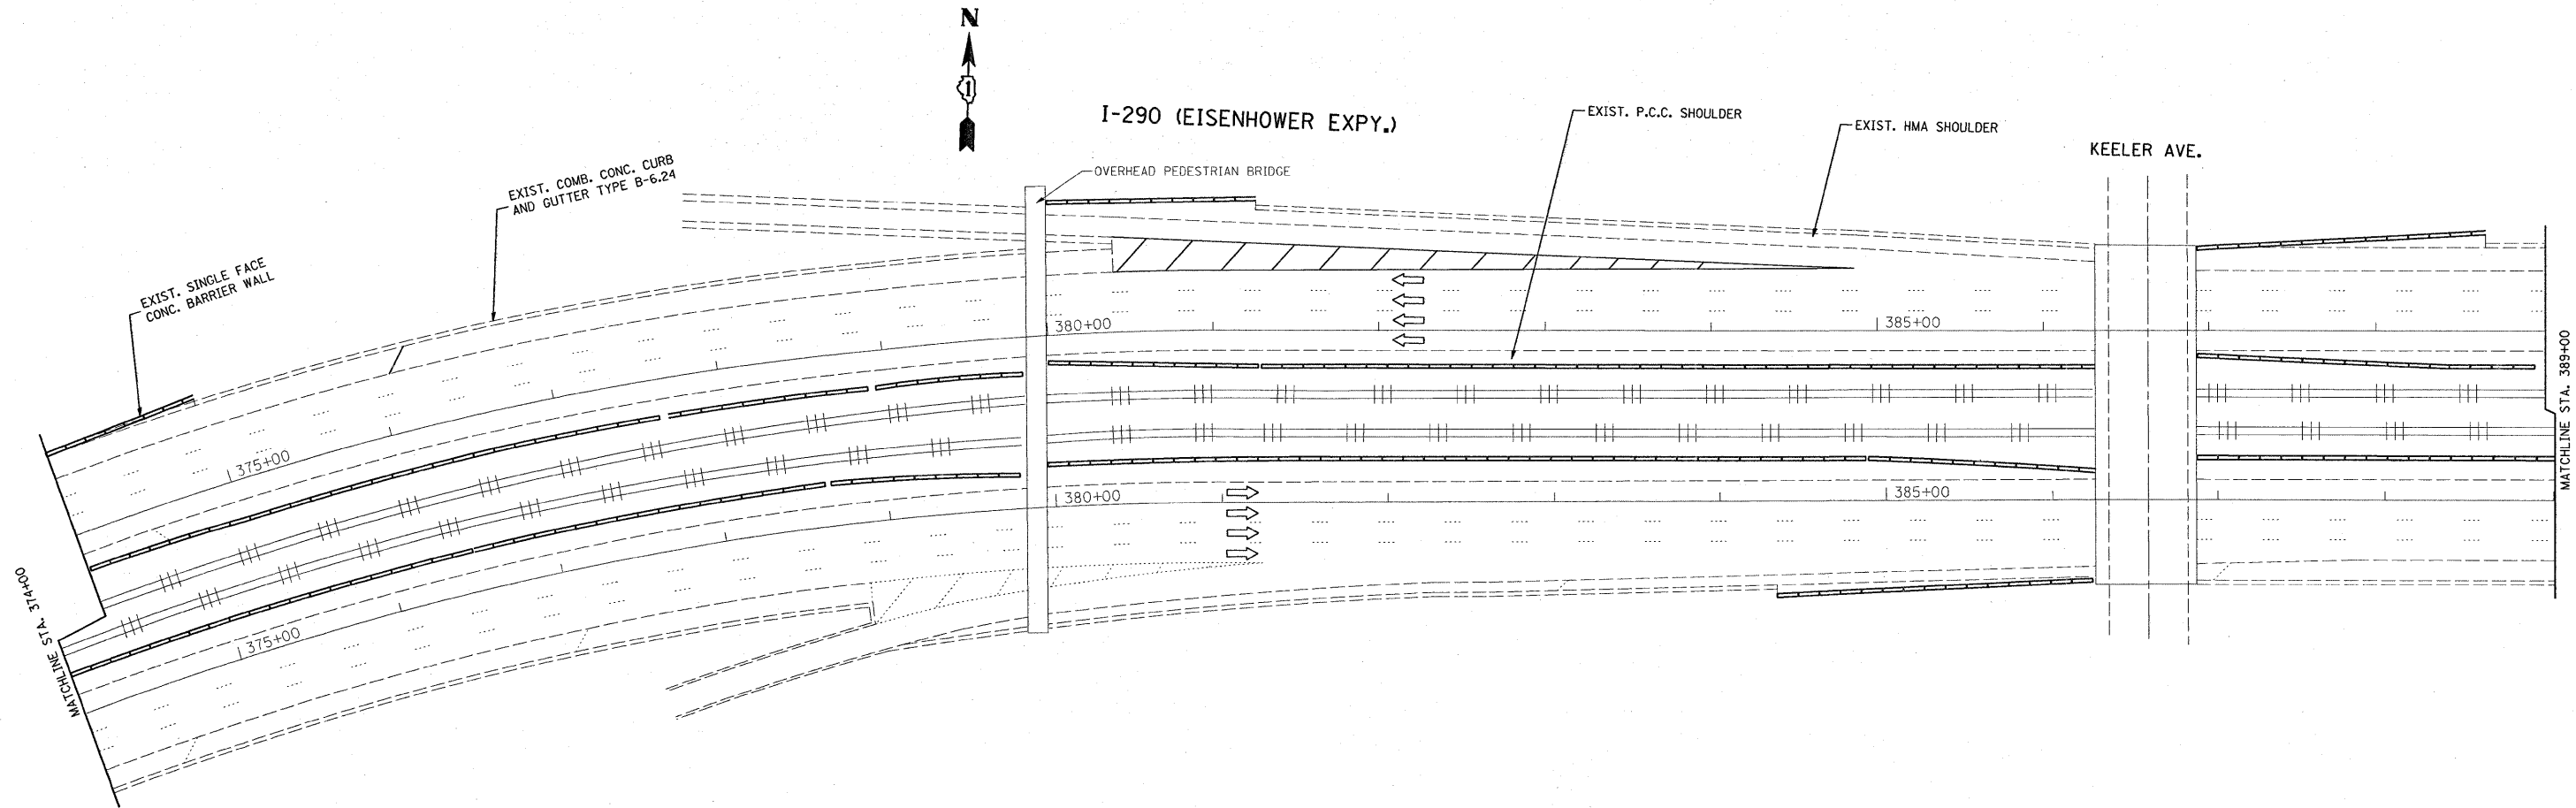 N
1
I-290 (EISENHOWER EXPY.)
EXIST. P.C.C. SHOULDER
EXIST. HMA SHOULDER
KEELER AVE.
EXIST. COMB. CONC. CURB
AND GUTTER TYPE B-6.24
OVERHEAD PEDESTRIAN BRIDGE
EXIST. SINGLE FACE
CONC. BARRIER WALL
380+00
385+00
375+00
380+00
385+00
375+00
MATCHLINE STA. 374+00
MATCHLINE STA. 389+00